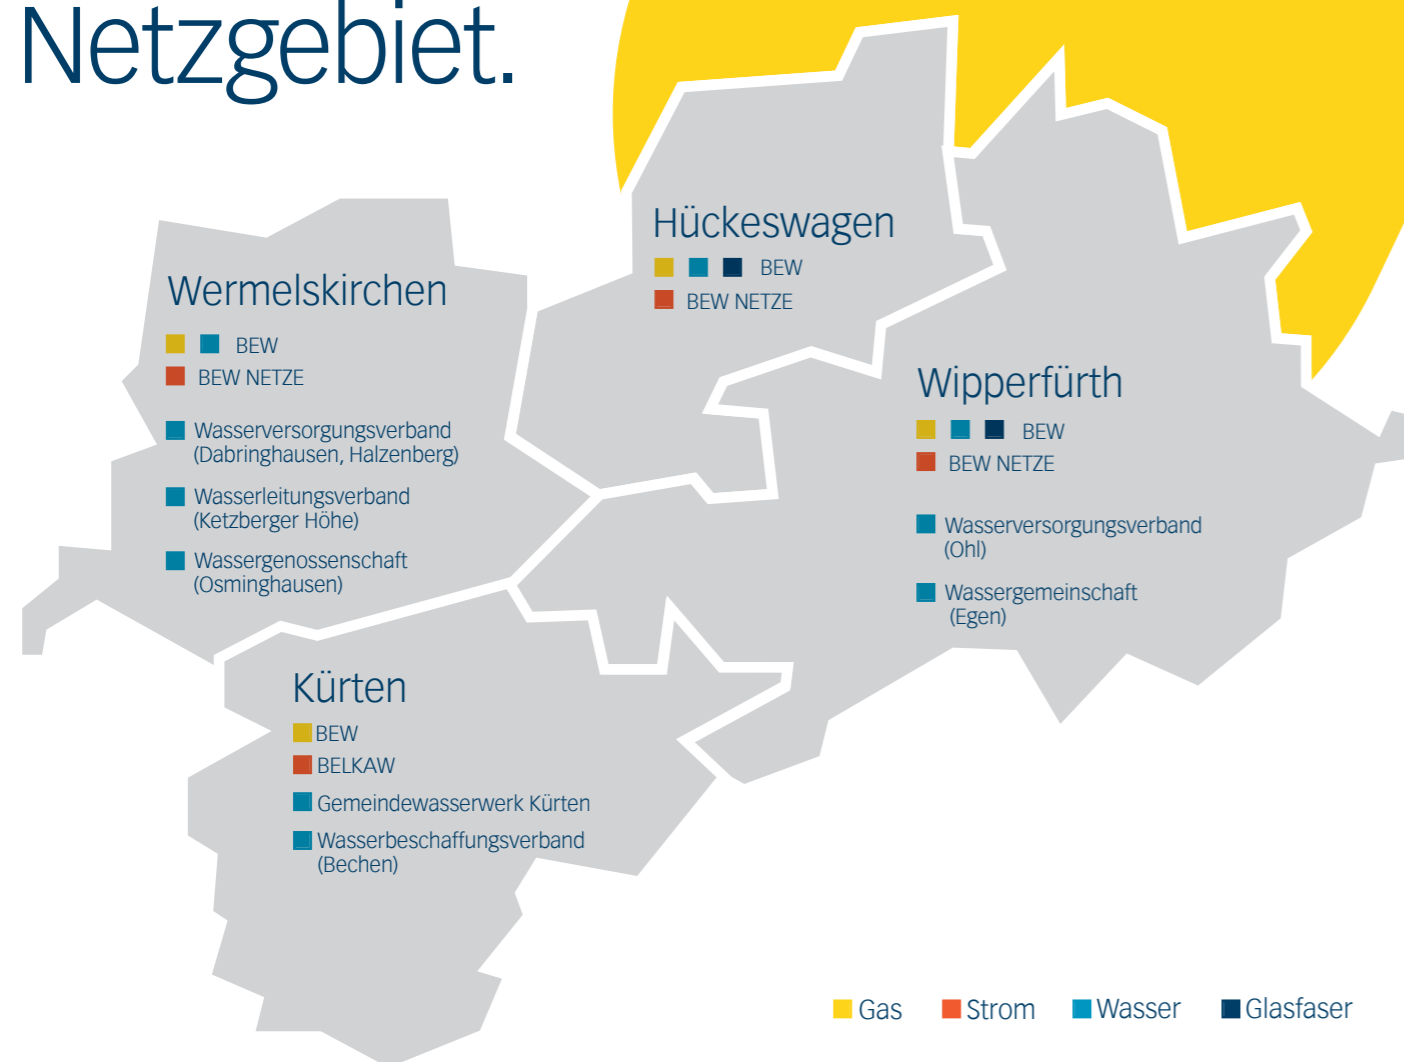 Netzgebiet.
Hückeswagen
BEW
BEW NETZE
Wermelskirchen
BEW
BEW NETZE
Wasserversorgungsverband
(Dabringhausen, Halzenberg)
Wasserleitungsverband
(Ketzberger Höhe)
Wassergenossenschaft
(Osminghausen)
Wipperfürth
BEW
BEW NETZE
Wasserversorgungsverband
(Ohl)
Wassergemeinschaft
(Egen)
Kürten
BEW
BELKAW
Gemeindewasserwerk Kürten
Wasserbeschaffungsverband
(Bechen)
Gas Strom Wasser Glasfaser